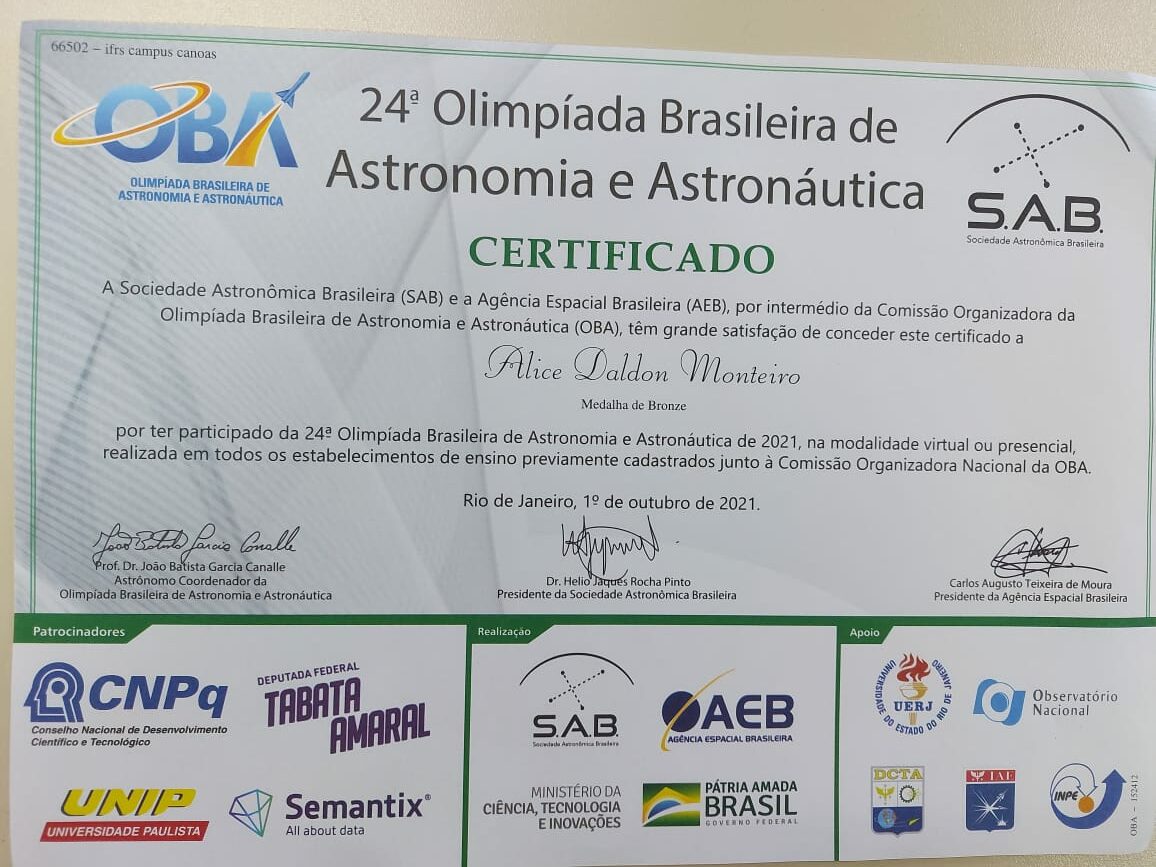 66502 – ifrs campus canoas
OBA
OLIMPÍADA BRASILEIRA DE
ASTRONOMIA E ASTRONÁUTICA
24ª Olimpíada Brasileira de
Astronomia e Astronáutica
S.A.B.
Sociedade Astronômica Brasileira
CERTIFICADO
A Sociedade Astronômica Brasileira (SAB) e a Agência Espacial Brasileira (AEB), por intermédio da Comissão Organizadora da
Olimpíada Brasileira de Astronomia e Astronáutica (OBA), têm grande satisfação de conceder este certificado a
Alice Daldon Monteiro
Medalha de Bronze
por ter participado da 24ª Olimpíada Brasileira de Astronomia e Astronáutica de 2021, na modalidade virtual ou presencial,
realizada em todos os estabelecimentos de ensino previamente cadastrados junto à Comissão Organizadora Nacional da OBA.
Rio de Janeiro, 1º de outubro de 2021.
João Batista Garcia Canalle
Prof. Dr. João Batista Garcia Canalle
Astrônomo Coordenador da
Olimpíada Brasileira de Astronomia e Astronáutica
Dr. Helio Jaques Rocha Pinto
Presidente da Sociedade Astronômica Brasileira
Carlos Augusto Teixeira de Moura
Presidente da Agência Espacial Brasileira
Patrocinadores
CNPq
Conselho Nacional de Desenvolvimento
Científico e Tecnológico
DEPUTADA FEDERAL
TABATA
AMARAL
UNIP
UNIVERSIDADE PAULISTA
Semantix®
All about data
Realização
S.A.B.
Sociedade Astronômica Brasileira
AEB
AGÊNCIA ESPACIAL BRASILEIRA
MINISTÉRIO DA
CIÊNCIA, TECNOLOGIA
E INOVAÇÕES
PÁTRIA AMADA
BRASIL
GOVERNO FEDERAL
Apoio
UNIVERSIDADE DO ESTADO DO RIO DE JANEIRO
UERJ
Observatório
Nacional
DCTA
IAE
INPE
OBA – 152412